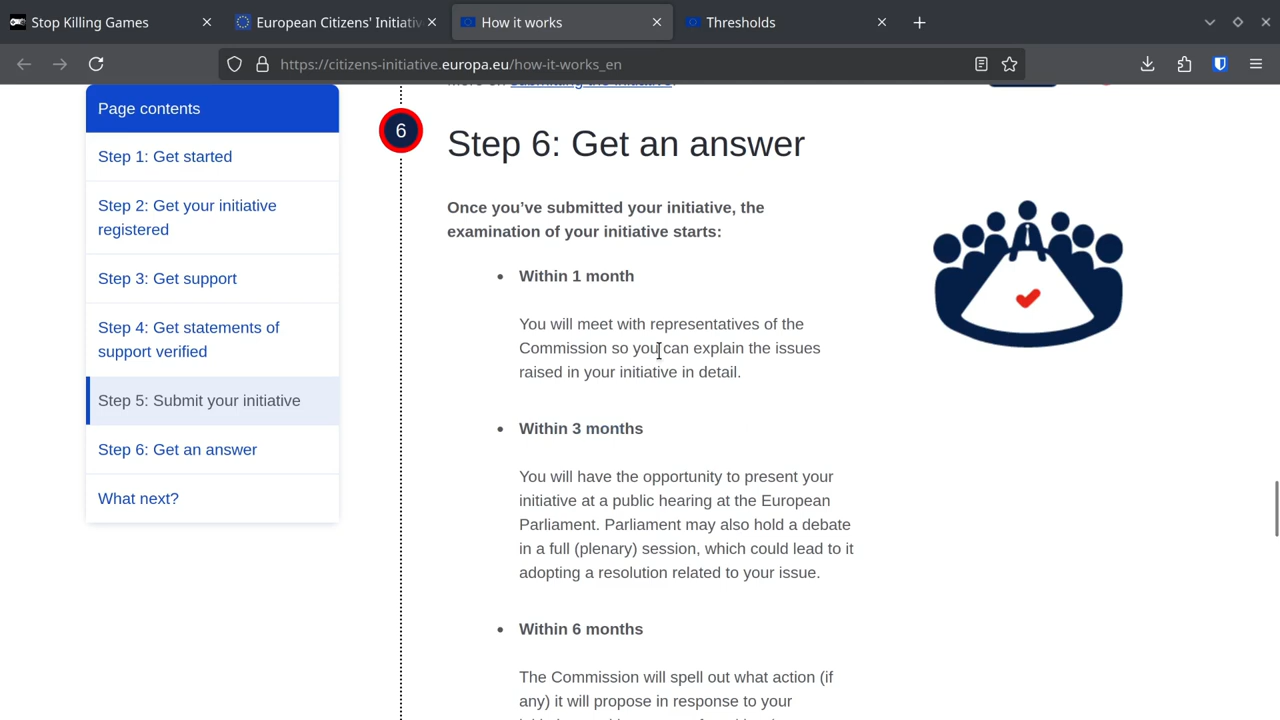 Stop Killing Games
European Citizens' Initiativ
How it works
Thresholds
https://citizens-initiative.europa.eu/how-it-works_en
Page contents
Step 1: Get started
Step 2: Get your initiative
registered
Step 3: Get support
Step 4: Get statements of
support verified
Step 5: Submit your initiative
Step 6: Get an answer
What next?
6
Step 6: Get an answer
Once you’ve submitted your initiative, the
examination of your initiative starts:
• Within 1 month
You will meet with representatives of the
Commission so you can explain the issues
raised in your initiative in detail.
• Within 3 months
You will have the opportunity to present your
initiative at a public hearing at the European
Parliament. Parliament may also hold a debate
in a full (plenary) session, which could lead to it
adopting a resolution related to your issue.
• Within 6 months
The Commission will spell out what action (if
any) it will propose in response to your